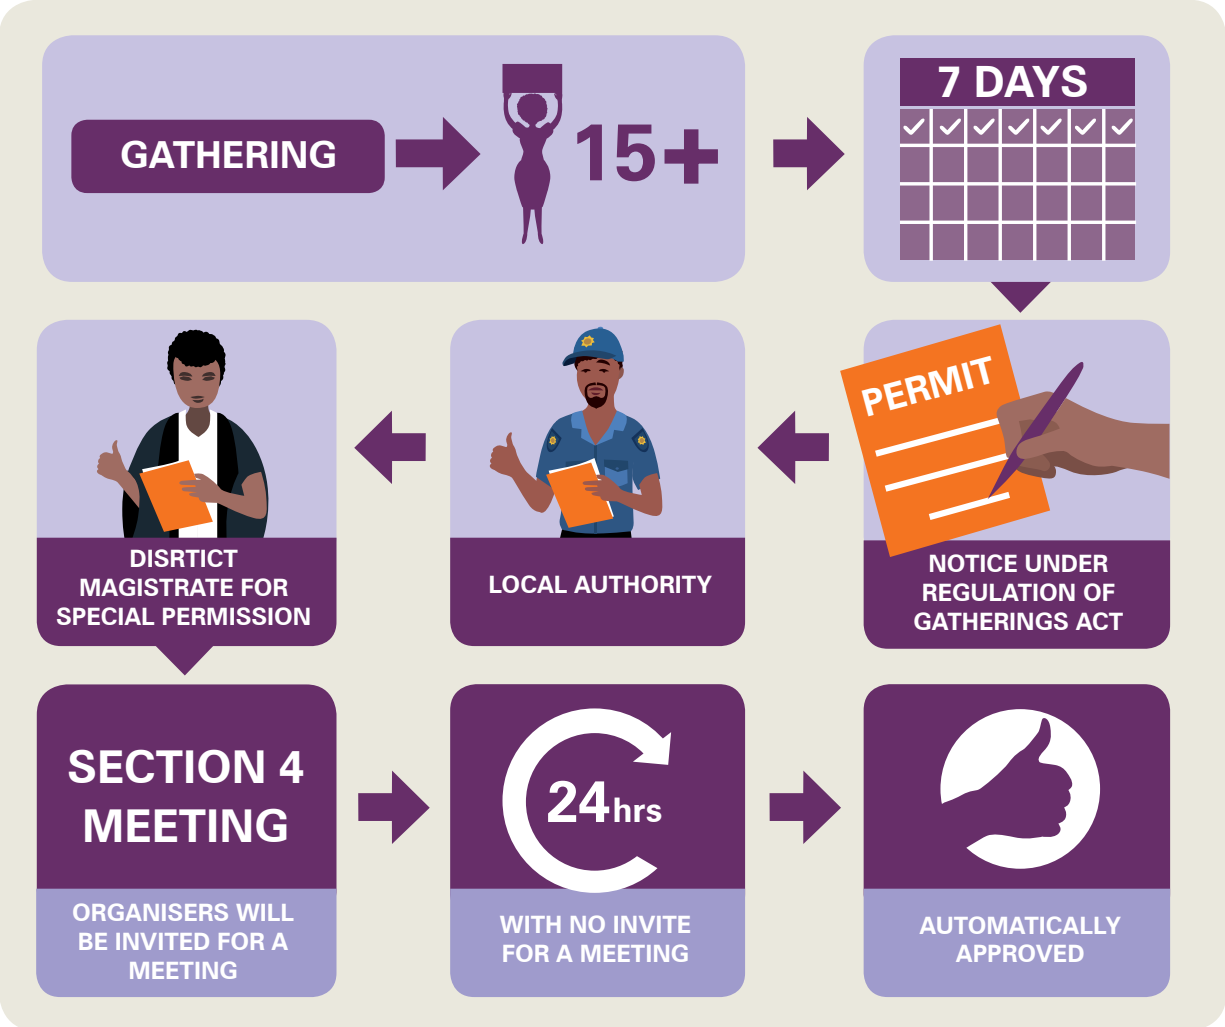 GATHERING
15+
7 DAYS
PERMIT
NOTICE UNDER
REGULATION OF
GATHERINGS ACT
LOCAL AUTHORITY
DISRTICT
MAGISTRATE FOR
SPECIAL PERMISSION
SECTION 4
MEETING
ORGANISERS WILL
BE INVITED FOR A
MEETING
24hrs
WITH NO INVITE
FOR A MEETING
AUTOMATICALLY
APPROVED